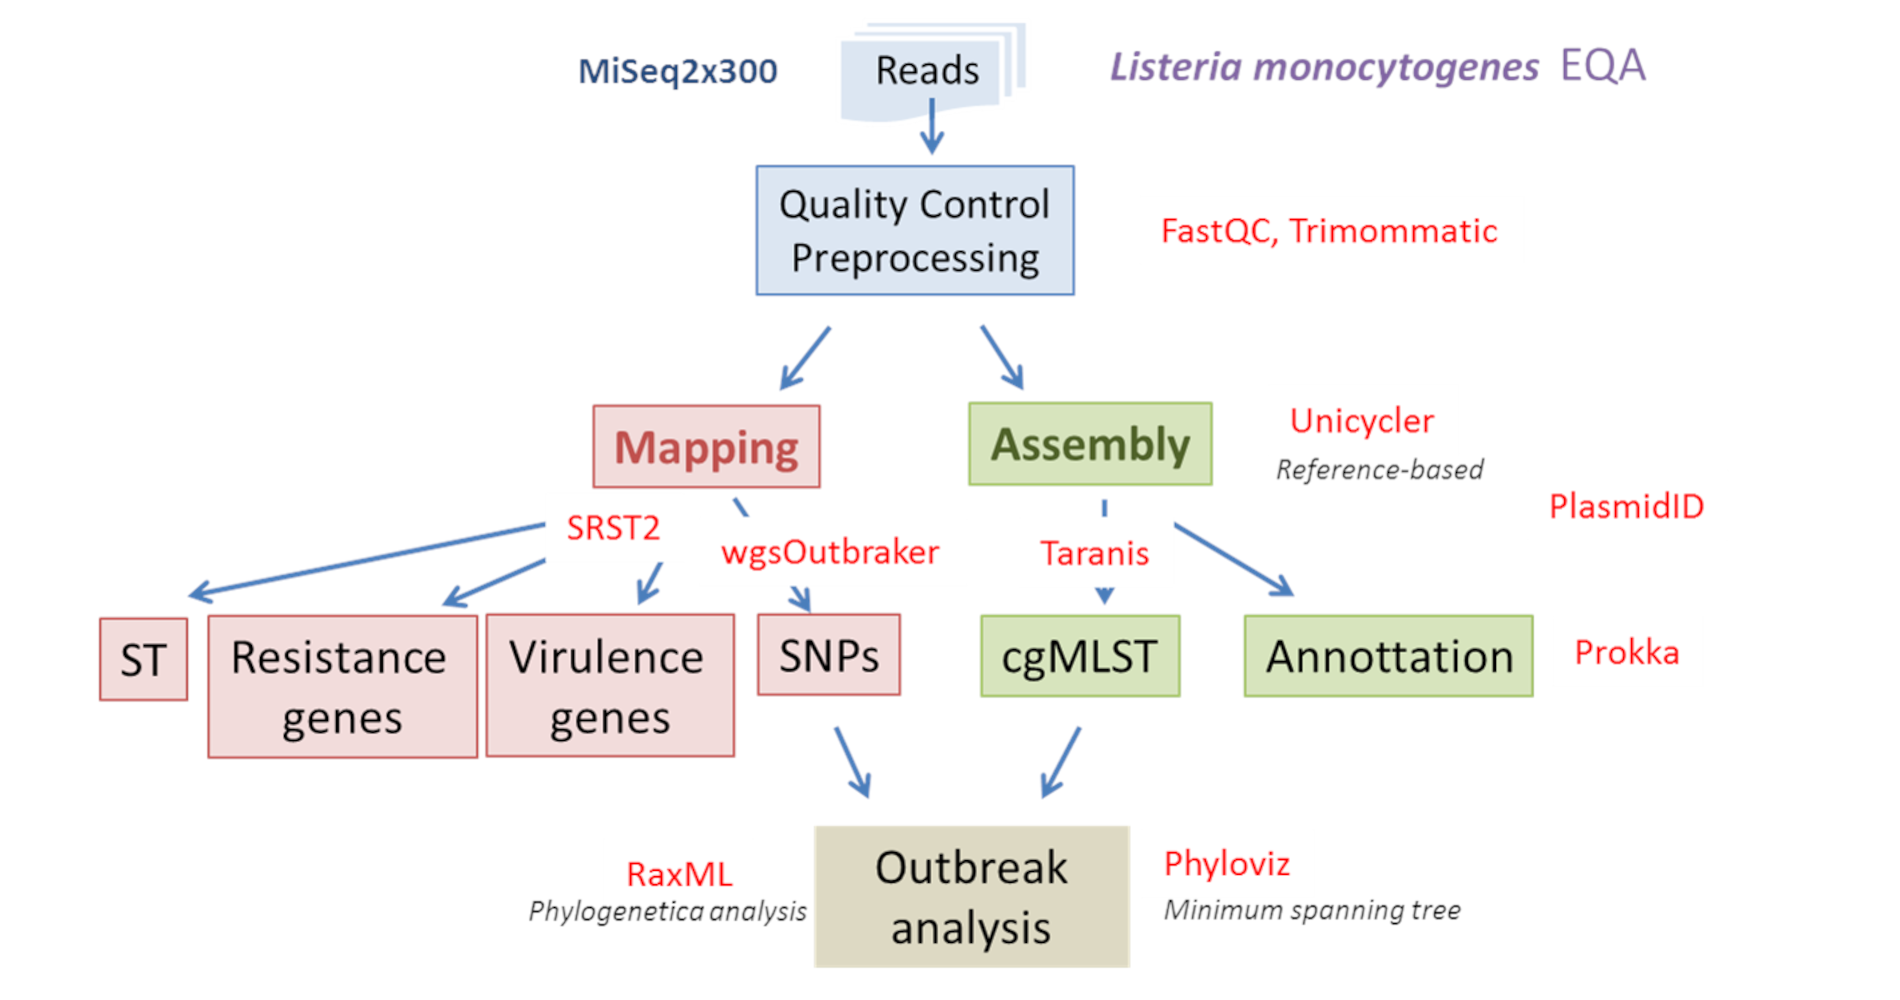 MiSeq2x300
Reads
Listeria monocytogenes EQA
Quality Control
Preprocessing
FastQC, Trimommatic
Mapping
Assembly
Unicycler
Reference-based
PlasmidID
SRST2
wgsOutbraker
Taranis
ST
Resistance
genes
Virulence
genes
SNPs
cgMLST
Annottation
Prokka
Outbreak
analysis
RaxML
Phylogenetica analysis
Phyloviz
Minimum spanning tree